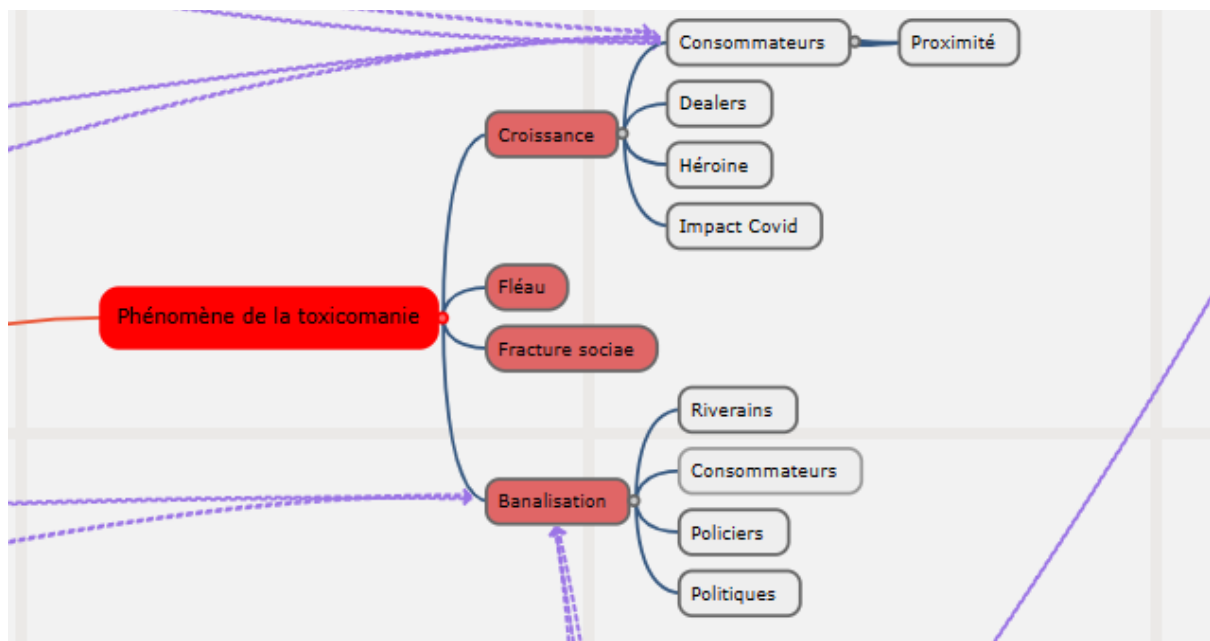 Consommateurs
Proximité
Dealers
Croissance
Héroine
Impact Covid
Fléau
Phénomène de la toxicomanie
Fracture sociae
Riverains
Consommateurs
Banalisation
Policiers
Politiques